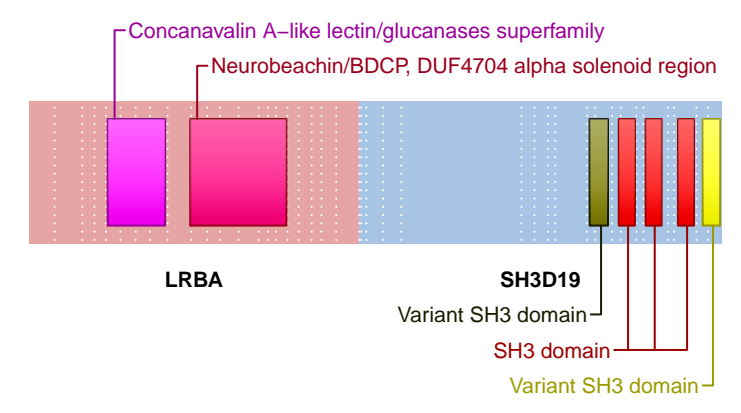 Concanavalin A−like lectin/glucanases superfamily
Neurobeachin/BDCP, DUF4704 alpha solenoid region
LRBA
SH3D19
Variant SH3 domain
SH3 domain
Variant SH3 domain